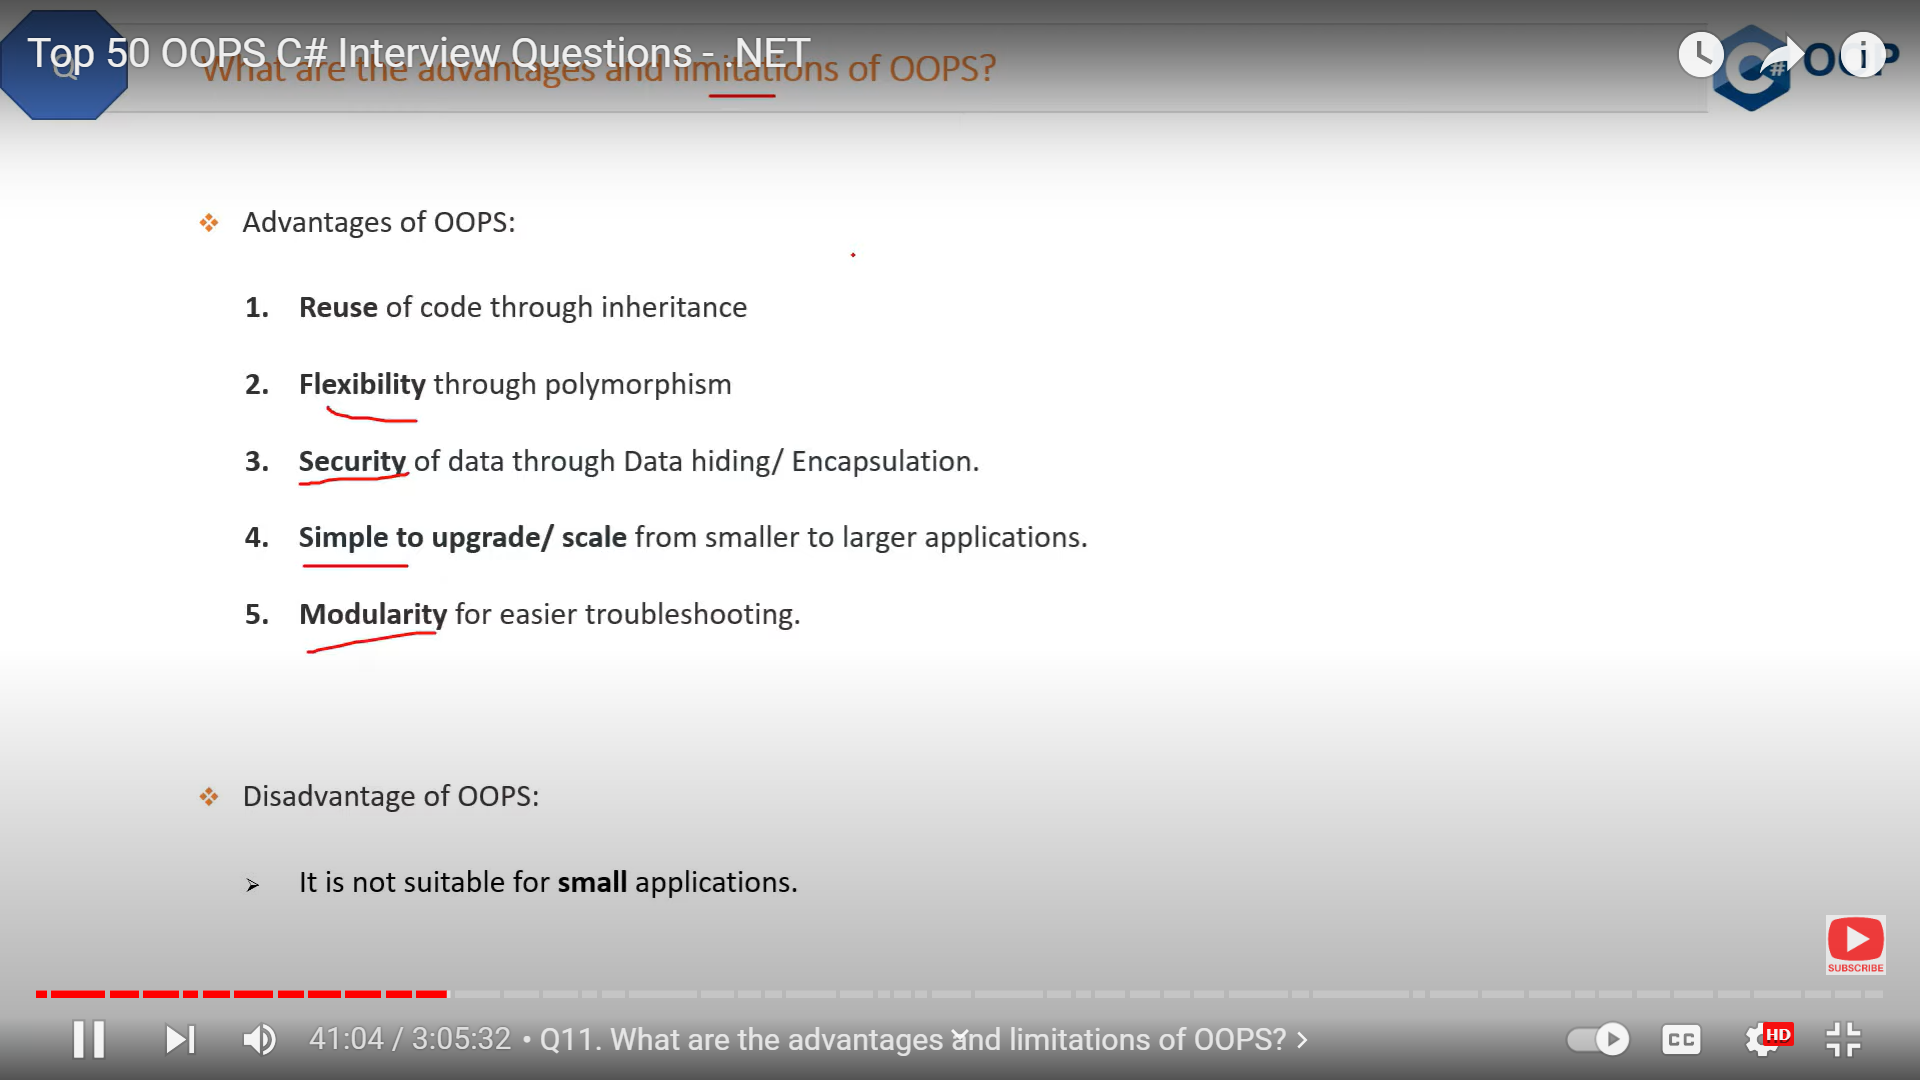 Top 50 OOPS C# Interview Questions - .NET
What are the advantages and limitations of OOPS?
C# OOP
Advantages of OOPS:
1. Reuse of code through inheritance
2. Flexibility through polymorphism
3. Security of data through Data hiding/ Encapsulation.
4. Simple to upgrade/ scale from smaller to larger applications.
5. Modularity for easier troubleshooting.
Disadvantage of OOPS:
It is not suitable for small applications.
SUBSCRIBE
41:04 / 3:05:32 • Q11. What are the advantages and limitations of OOPS? >
CC
HD